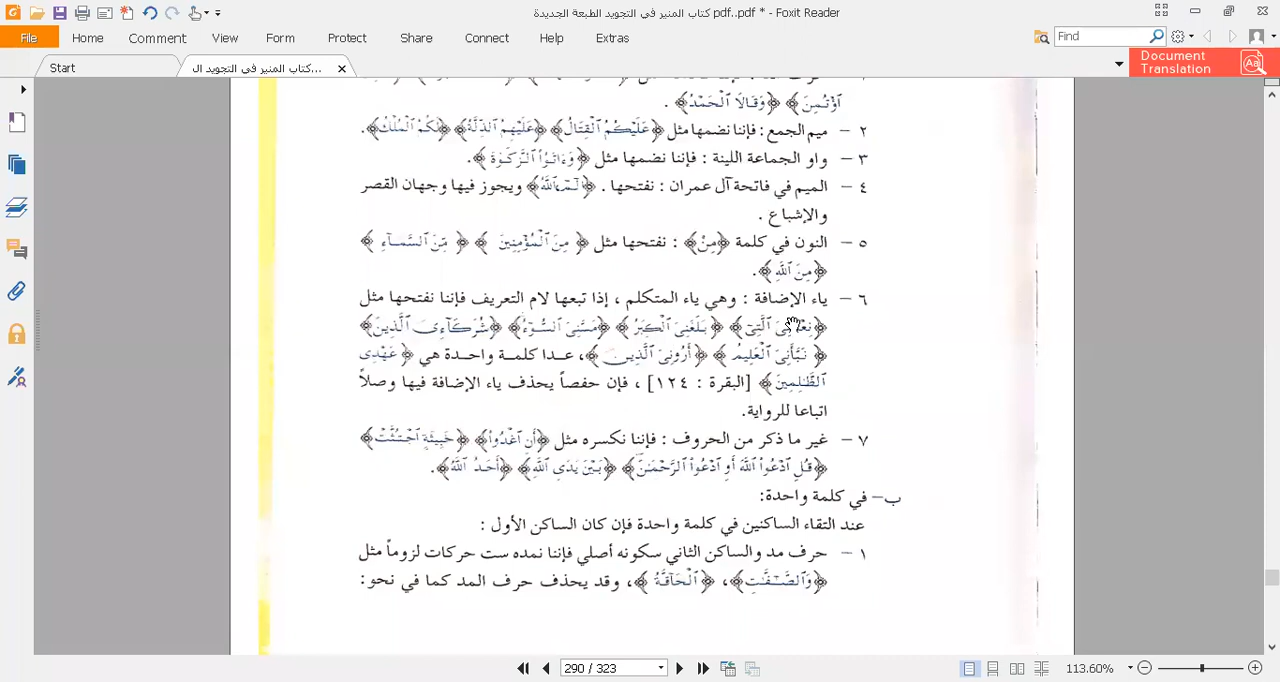 كتاب المنير فى التجويد الطبعة الجديدة pdf..pdf * - Foxit Reader
File Home Comment View Form Protect Share Connect Help Extras
Find
Start
كتاب المنير فى التجويد ال...
Document Translation
ٱؤْتُمِنَ﴾ ﴿وَقَالَا ٱلْحَمْدُ﴾ .
٢ – ميم الجمع : فإننا نضمها مثل ﴿عَلَيْكُمُ ٱلْقِتَالُ﴾ ﴿عَلَيْهِمُ ٱلذِّلَّةُ﴾ ﴿لَكُمُ ٱلْمُلْكُ﴾.
٣ – واو الجماعة اللينة : فإننا نضمها مثل ﴿وَءَاتَوُاْ ٱلزَّكَوٰةَ﴾.
٤ – الميم في فاتحة آل عمران : نفتحها . ﴿الٓمٓ ٱللَّهُ﴾ ويجوز فيها وجهان القصر
والإشباع .
٥ – النون في كلمة ﴿مِنْ﴾ : نفتحها مثل ﴿مِنَ ٱلْمُؤْمِنِينَ﴾ ﴿مِّنَ ٱلسَّمَآءِ﴾
﴿مِنَ ٱللَّهِ﴾.
٦ – ياء الإضافة : وهي ياء المتكلم ، إذا تبعها لام التعريف فإننا نفتحها مثل
ٱلَّتِىٓ﴾ ﴿بَلَغَنِىَ ٱلْكِبَرُ﴾ ﴿مَسَّنِىَ ٱلسُّوٓءُ﴾ ﴿شُرَكَآءِىَ ٱلَّذِينَ﴾
﴿نَبَّأَنِىَ ٱلْعَلِيمُ﴾ ﴿أَرُونِىَ ٱلَّذِينَ﴾، عـدا كلمـة واحـدة هي ﴿عَهْدِى
ٱلظَّـٰلِمِينَ﴾ [البقرة : ١٢٤] ، فإن حفصاً يحذف ياء الإضافة فيها وصلاً
اتباعا للرواية.
٧ – غير ما ذكر من الحروف : فإننا نكسره مثل ﴿أَنِ ٱغْدُواْ﴾ ﴿خَبِيثَةٍ ٱجْتُثَّتْ﴾
﴿قُلِ ٱدْعُواْ ٱللَّهَ أَوِ ٱدْعُواْ ٱلرَّحْمَـٰنَ﴾ ﴿بَيْنَ يَدَىِ ٱللَّهِ﴾ ﴿أَحَدٌ ٱللَّهُ﴾.
ب– في كلمة واحدة:
عند التقاء الساكنين في كلمة واحدة فإن كان الساكن الأول :
١ – حرف مد والساكن الثاني سكونه أصلي فإننا نمده ست حركات لزوماً مثل
﴿وَٱلصَّـٰٓفَّـٰتِ﴾، ﴿ٱلْحَآقَّةُ﴾، وقد يحذف حرف المد كما في نحو:
290 / 323
113.60%